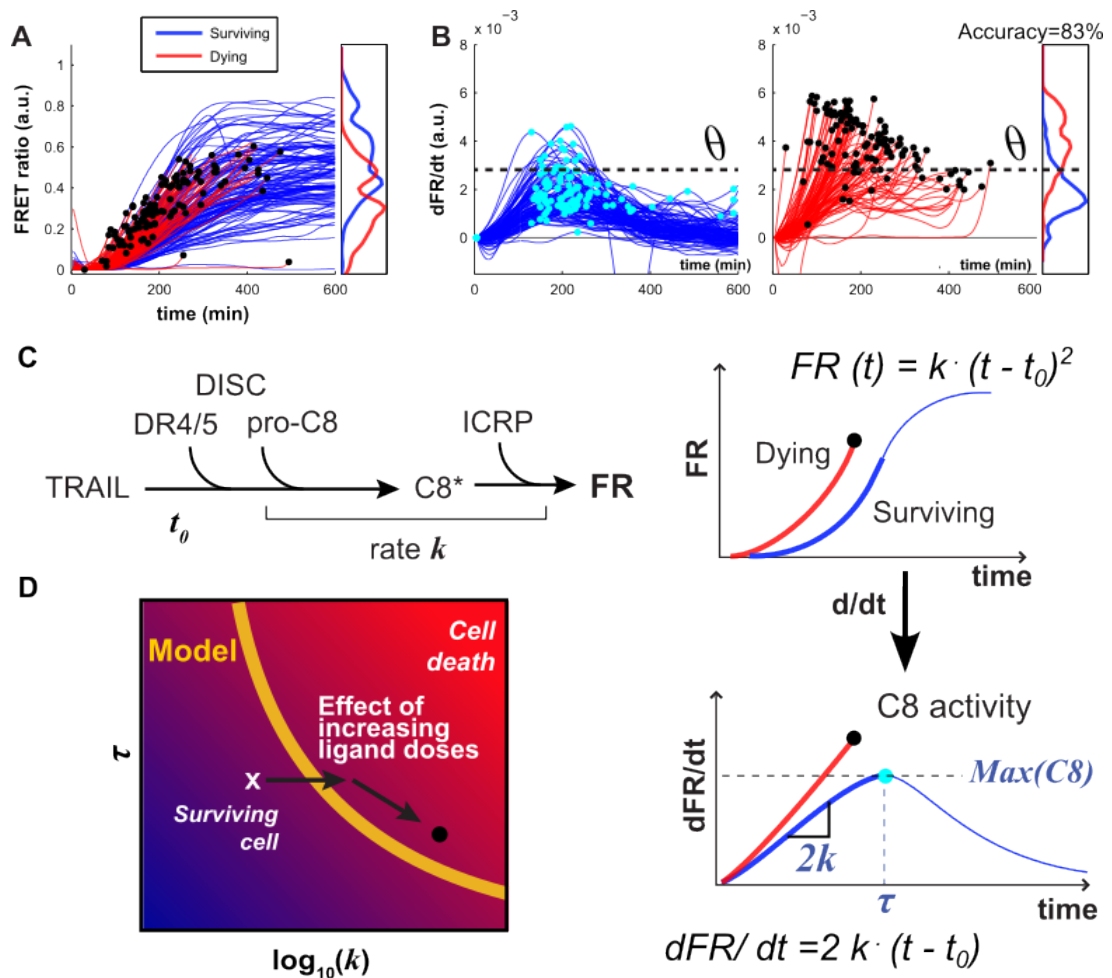 A
Surviving
Dying
FRET ratio (a.u.)
1
0.8
0.6
0.4
0.2
0
0
200
400
600
time (min)
B
x 10⁻³
dFR/dt (a.u.)
6
4
2
0
θ
0
200
400
600
time (min)
x 10⁻³
Accuracy=83%
6
4
2
0
θ
0
200
400
600
time (min)
C
DISC
DR4/5 pro-C8
ICRP
TRAIL
C8*
FR
t₀
rate k
FR (t) = k · (t - t₀)²
FR
Dying
Surviving
time
d/dt
C8 activity
dFR/dt
Max(C8)
2k
τ
time
dFR/ dt =2 k · (t - t₀)
D
Model
Cell
death
Effect of
increasing
ligand doses
x
Surviving
cell
τ
log₁₀(k)